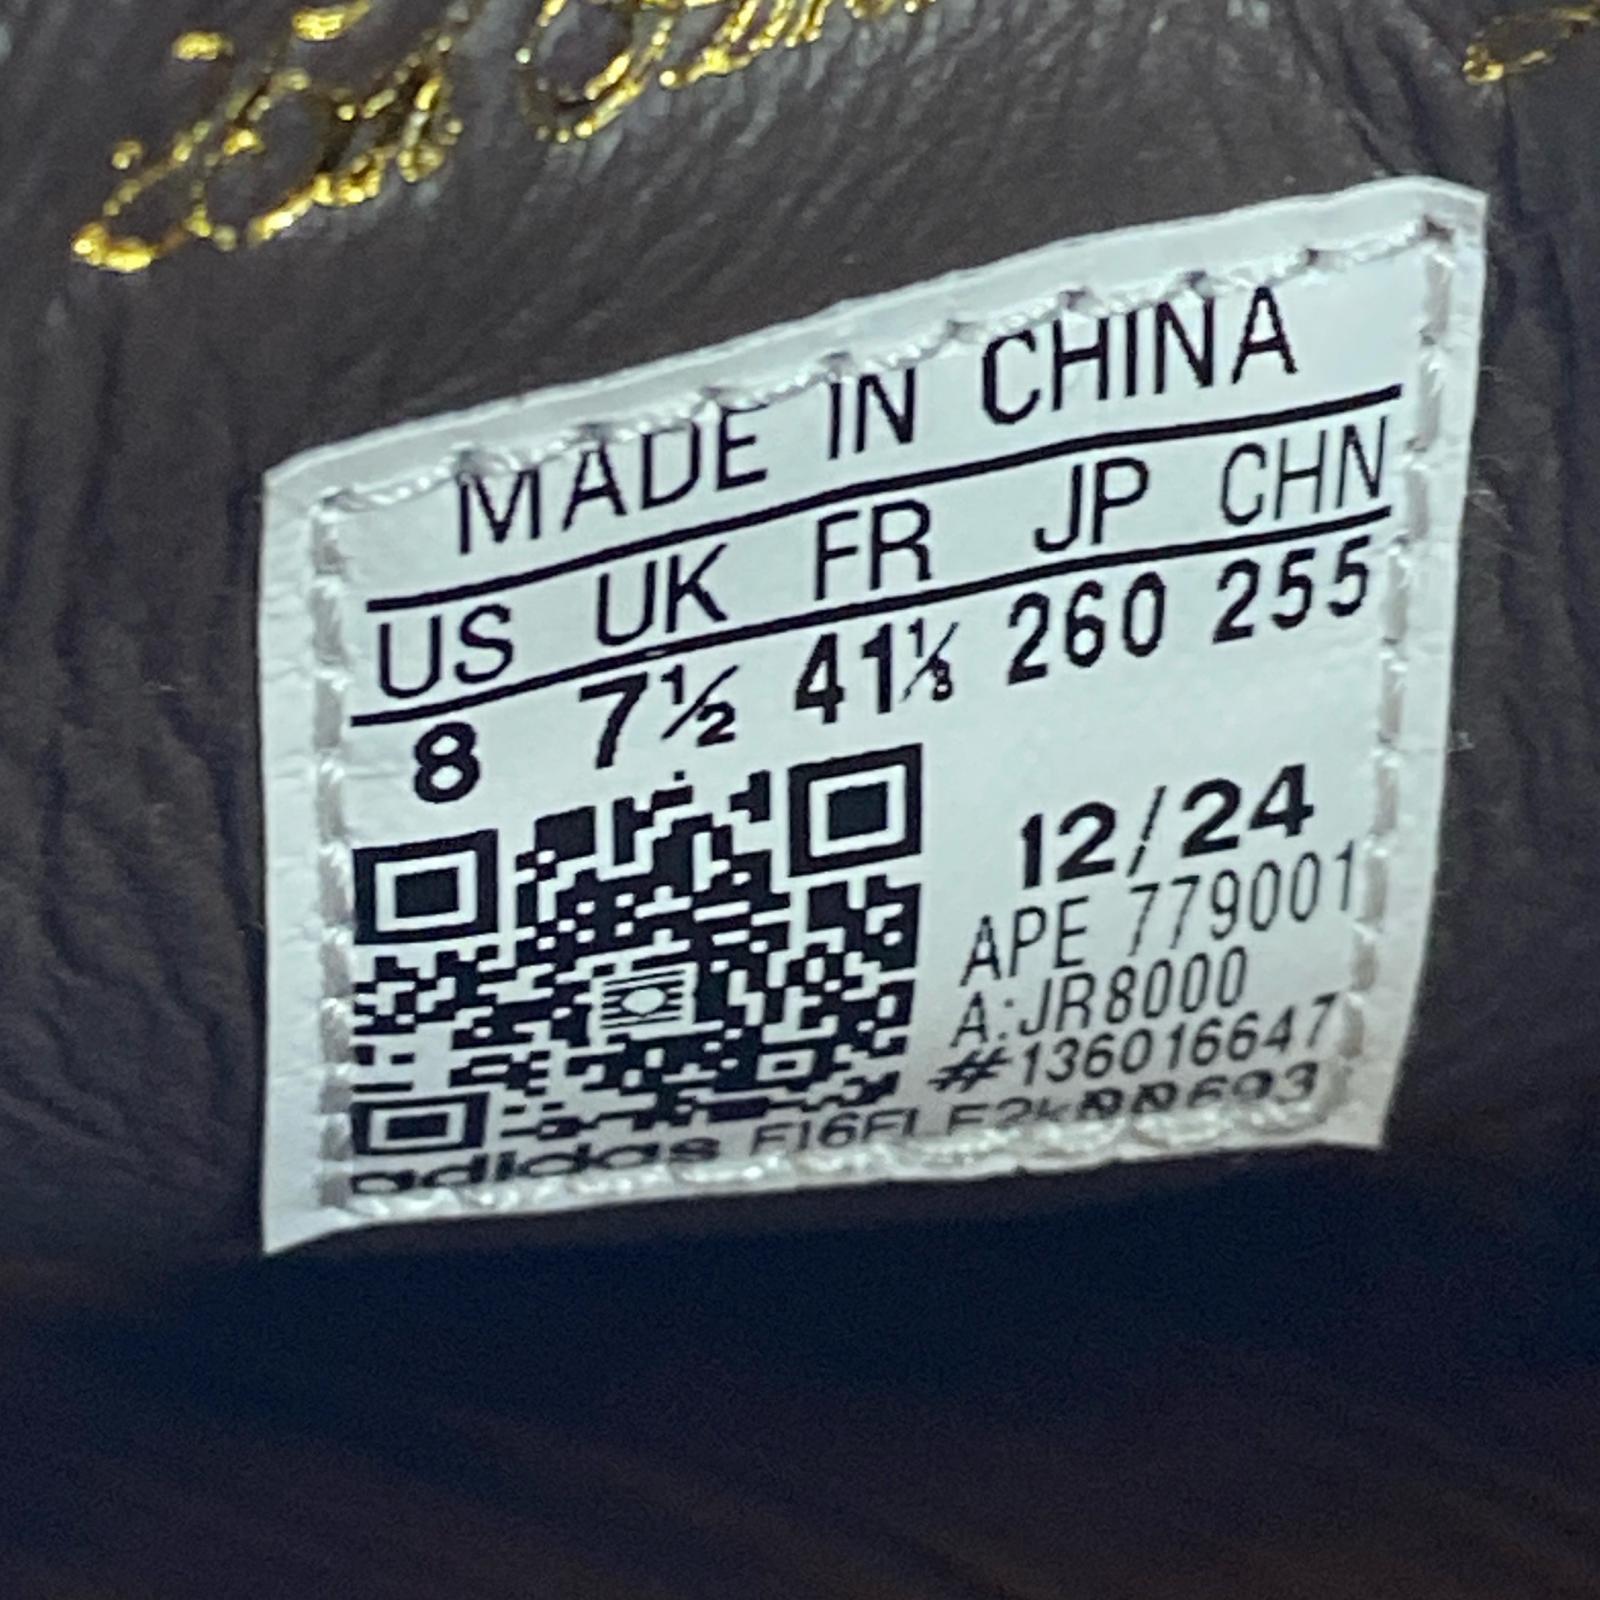 MADE IN CHINA
US UK FR JP CHN
8 7½ 41⅓ 260 255
12/24
APE 779001
A:JR8000
#136016647
adidas